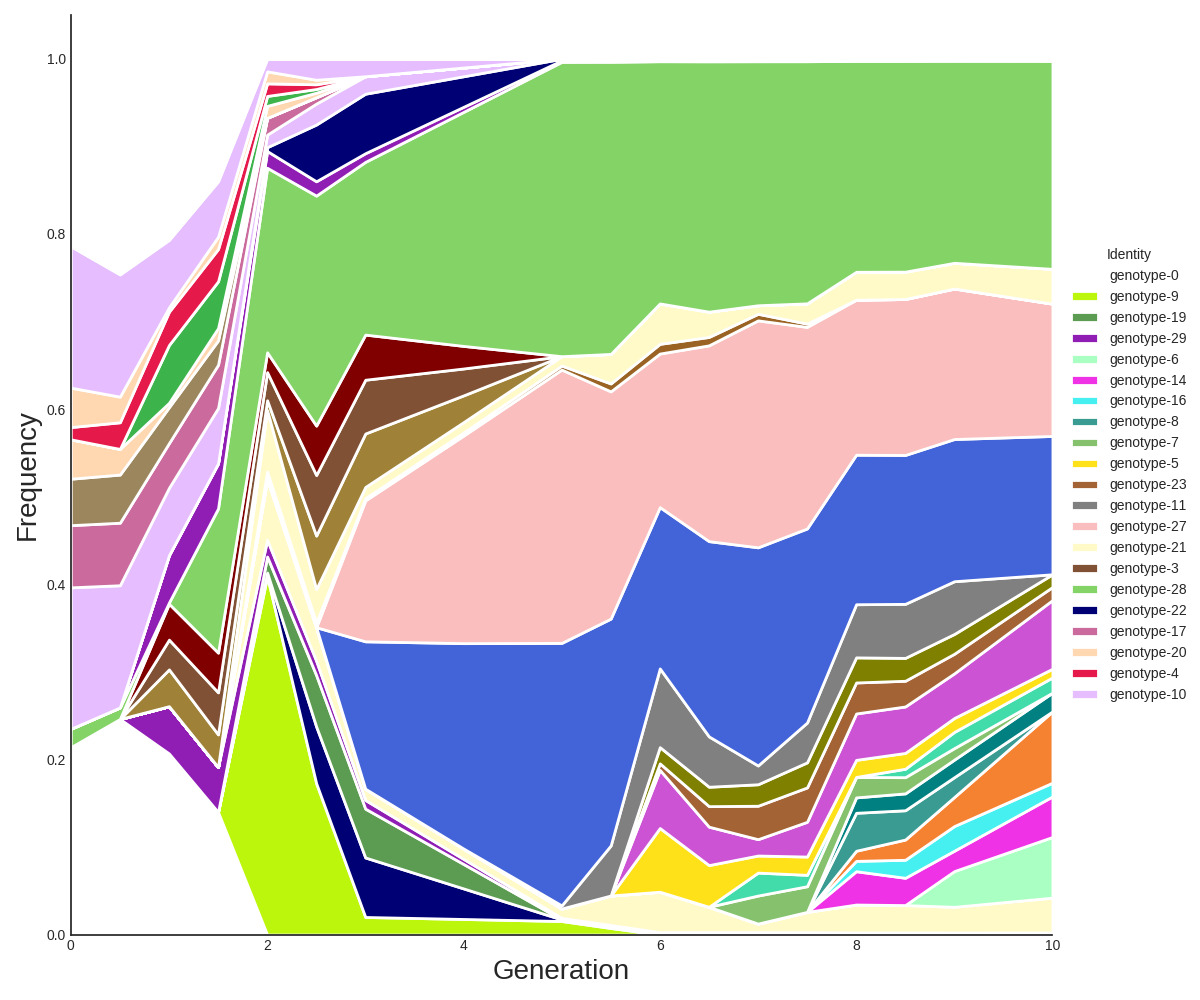 1.0
0.8
0.6
0.4
0.2
0.0
Frequency
0
2
4
6
8
10
Generation
Identity
genotype-0
genotype-9
genotype-19
genotype-29
genotype-6
genotype-14
genotype-16
genotype-8
genotype-7
genotype-5
genotype-23
genotype-11
genotype-27
genotype-21
genotype-3
genotype-28
genotype-22
genotype-17
genotype-20
genotype-4
genotype-10